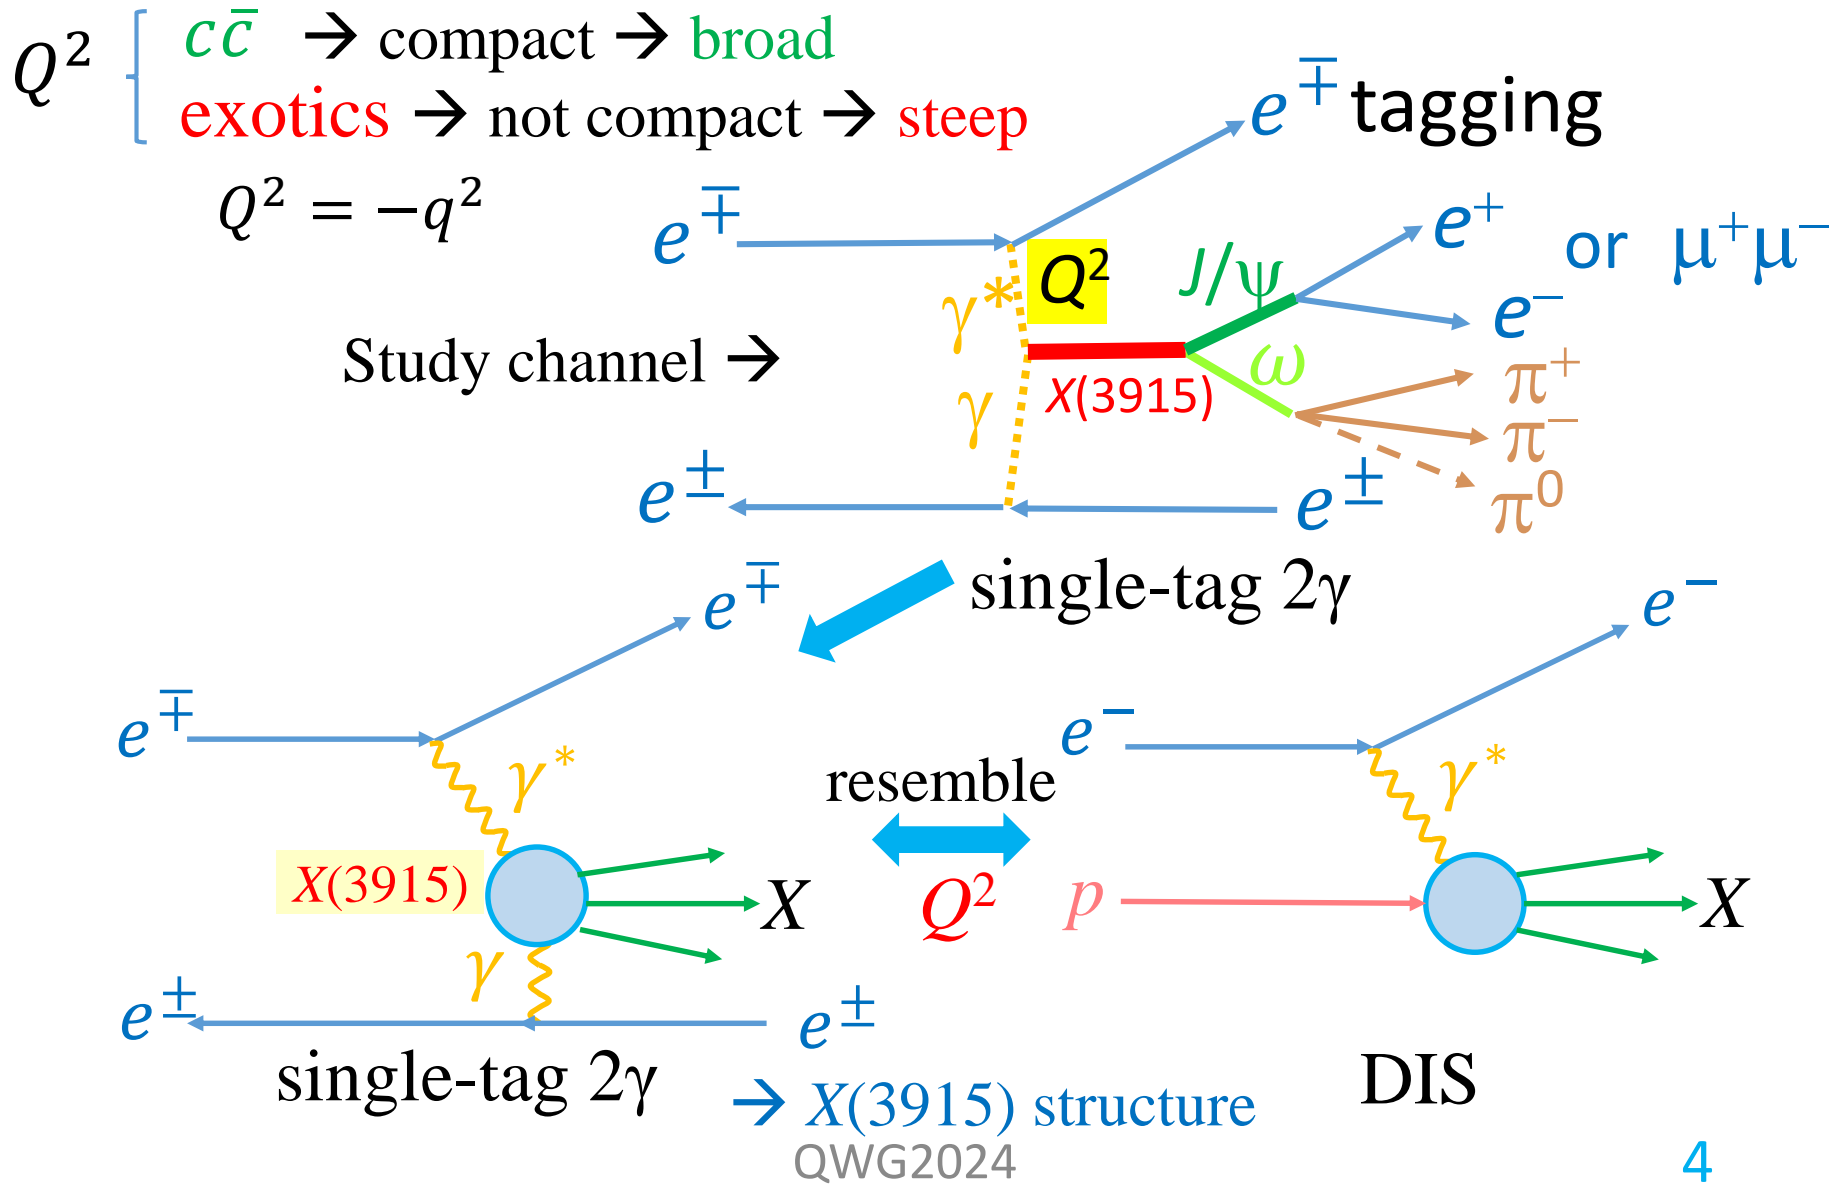 Q² { cc̄ → compact → broad
exotics → not compact → steep
Q² = −q²
e∓ tagging
e∓
γ*
Q²
J/ψ
e⁺ or μ⁺μ⁻
e⁻
Study channel →
γ
X(3915)
ω
π⁺
π⁻
π⁰
e±
e±
single-tag 2γ
e∓
e∓
γ*
X(3915)
X
γ
e±
e±
single-tag 2γ
resemble
Q²
e⁻
e⁻
γ*
p
X
DIS
→ X(3915) structure
QWG2024
4